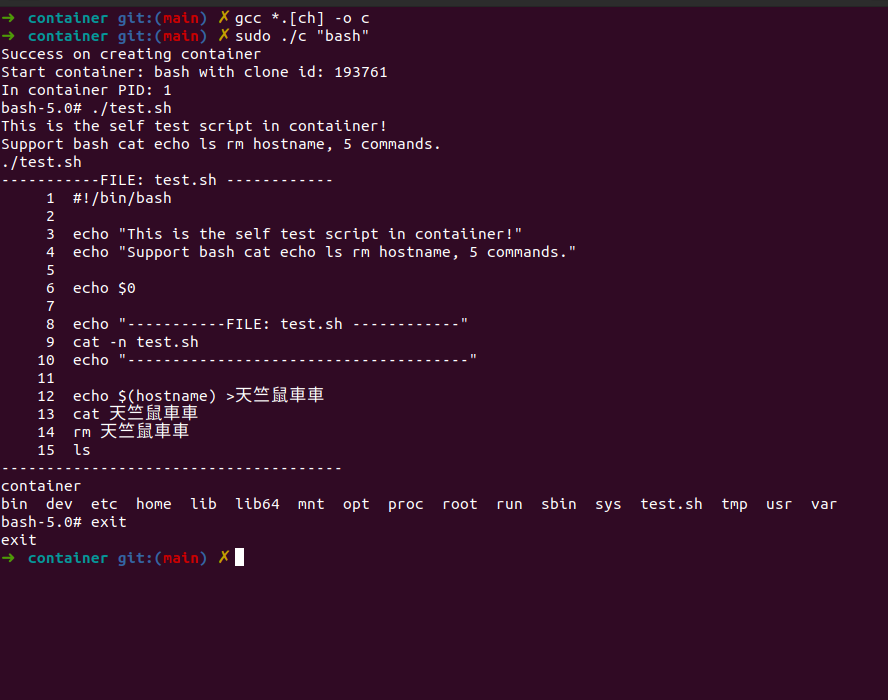 ➜ container git:(main) ✗ gcc *.[ch] -o c
➜ container git:(main) ✗ sudo ./c "bash"
Success on creating container
Start container: bash with clone id: 193761
In container PID: 1
bash-5.0# ./test.sh
This is the self test script in contaiiner!
Support bash cat echo ls rm hostname, 5 commands.
./test.sh
-----------FILE: test.sh ------------
1 #!/bin/bash
2
3 echo "This is the self test script in contaiiner!"
4 echo "Support bash cat echo ls rm hostname, 5 commands."
5
6 echo $0
7
8 echo "-----------FILE: test.sh ------------"
9 cat -n test.sh
10 echo "--------------------------------------"
11
12 echo $(hostname) >天竺鼠車車
13 cat 天竺鼠車車
14 rm 天竺鼠車車
15 ls
--------------------------------------
container
bin dev etc home lib lib64 mnt opt proc root run sbin sys test.sh tmp usr var
bash-5.0# exit
exit
➜ container git:(main) ✗